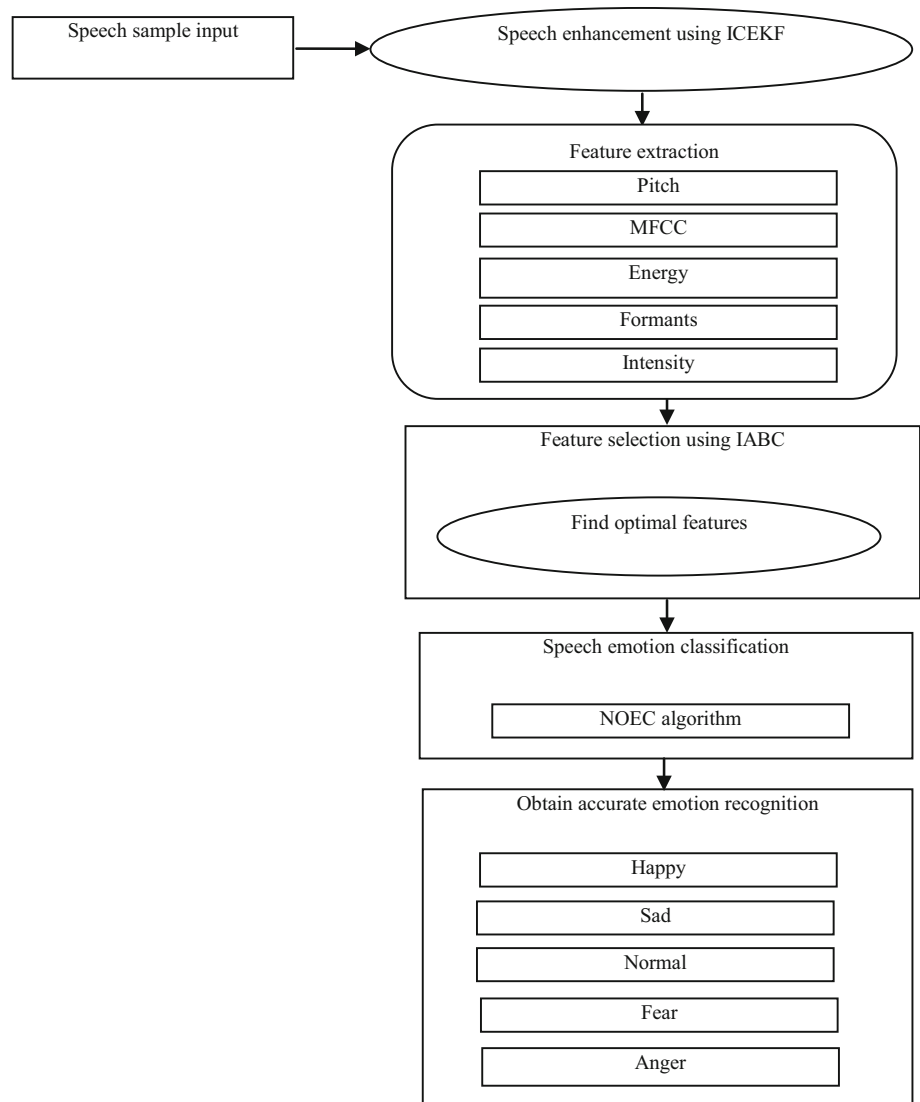 Speech sample input
Speech enhancement using ICEKF
Feature extraction
Pitch
MFCC
Energy
Formants
Intensity
Feature selection using IABC
Find optimal features
Speech emotion classification
NOEC algorithm
Obtain accurate emotion recognition
Happy
Sad
Normal
Fear
Anger